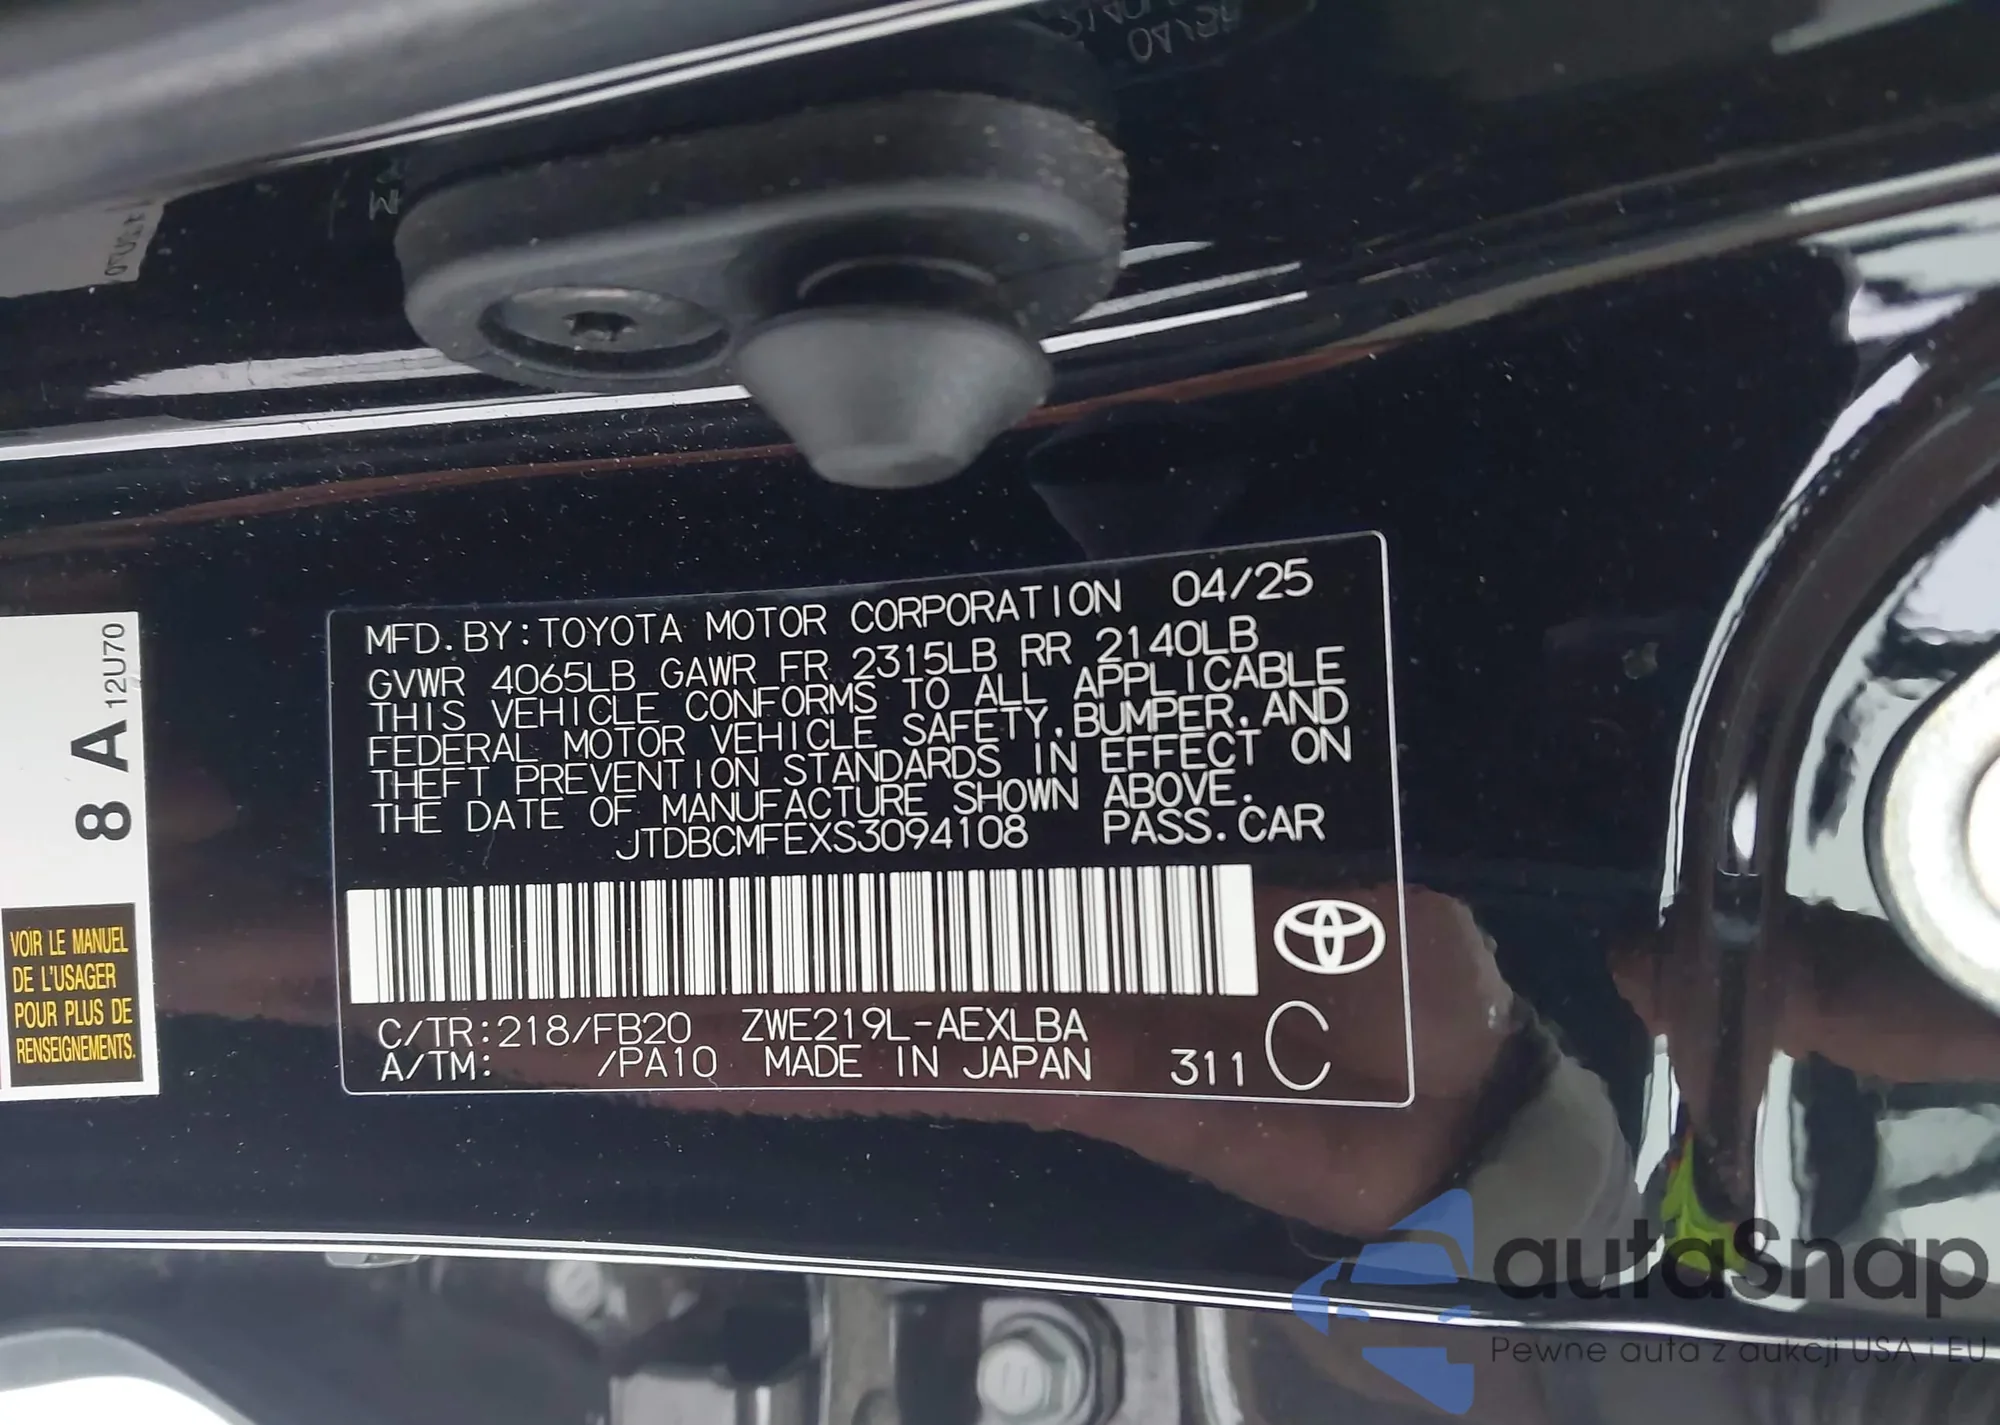 MFD.BY:TOYOTA MOTOR CORPORATION 04/25
GVWR 4065LB GAWR FR 2315LB RR 2140LB
THIS VEHICLE CONFORMS TO ALL APPLICABLE
FEDERAL MOTOR VEHICLE SAFETY,BUMPER,AND
THEFT PREVENTION STANDARDS IN EFFECT ON
THE DATE OF MANUFACTURE SHOWN ABOVE.
JTDBCMFEXS3094108 PASS.CAR
C/TR:218/FB20 ZWE219L-AEXLBA
A/TM: /PA10 MADE IN JAPAN 311 C
8 A 12U70
VOIR LE MANUEL
DE L'USAGER
POUR PLUS DE
RENSEIGNEMENTS.
autaSnap
Pewne auta z aukcji USA i EU